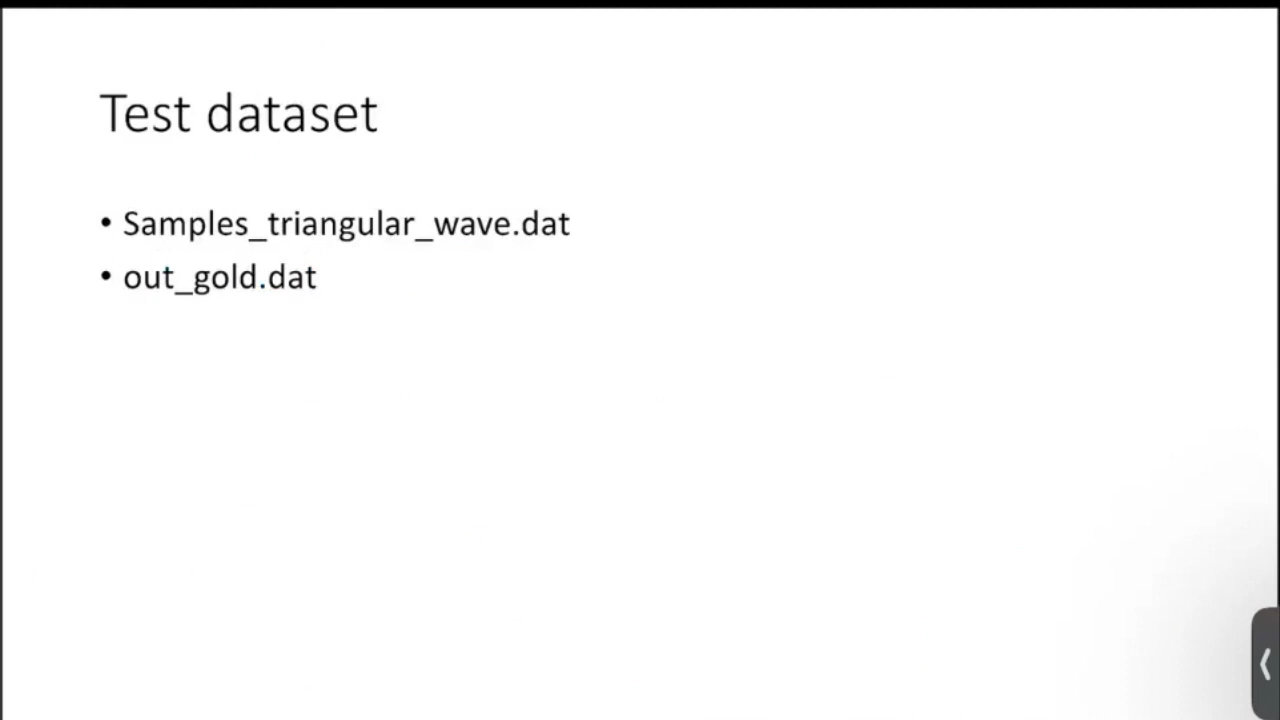 Test dataset
• Samples_triangular_wave.dat
• out_gold.dat